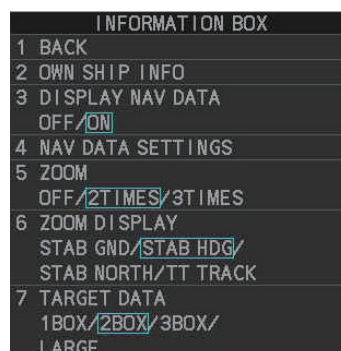 INFORMATION BOX
1 BACK
2 OWN SHIP INFO
3 DISPLAY NAV DATA
OFF/ON
4 NAV DATA SETTINGS
5 ZOOM
OFF/2TIMES/3TIMES
6 ZOOM DISPLAY
STAB GND/STAB HDG/
STAB NORTH/TT TRACK
7 TARGET DATA
1BOX/2BOX/3BOX/
LARGE